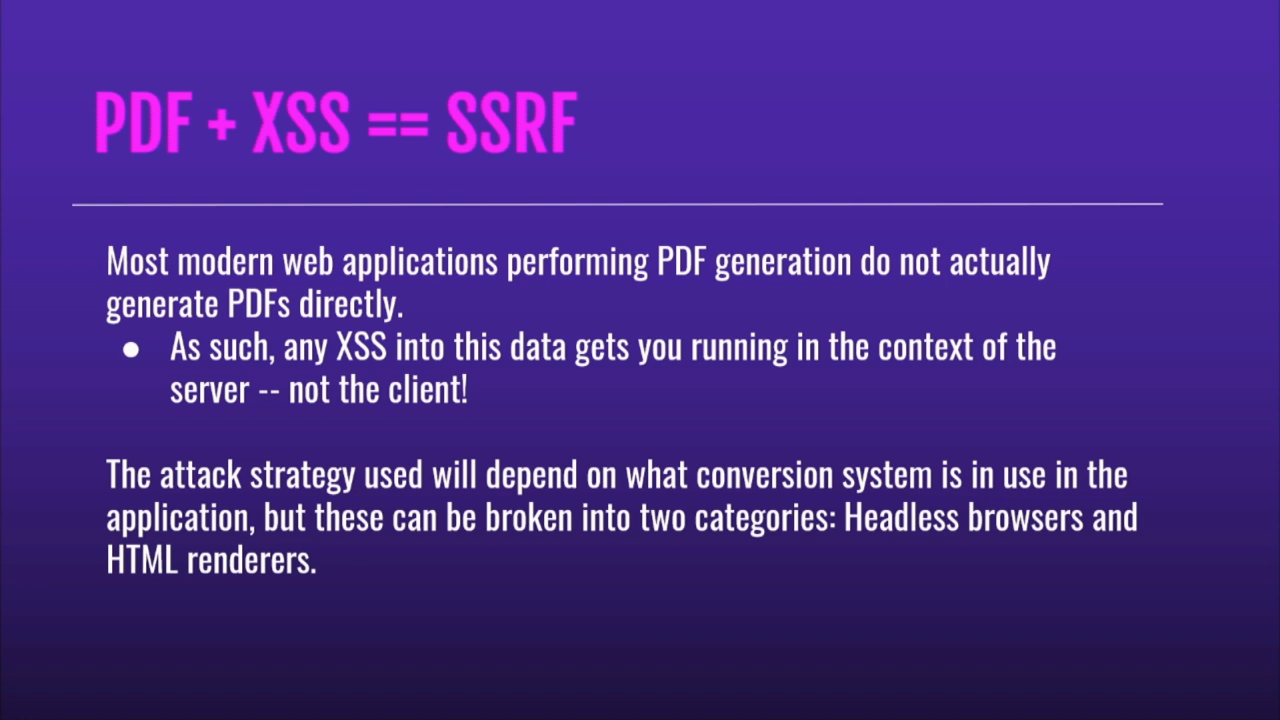 PDF + XSS == SSRF
Most modern web applications performing PDF generation do not actually
generate PDFs directly.
● As such, any XSS into this data gets you running in the context of the
server -- not the client!
The attack strategy used will depend on what conversion system is in use in the
application, but these can be broken into two categories: Headless browsers and
HTML renderers.